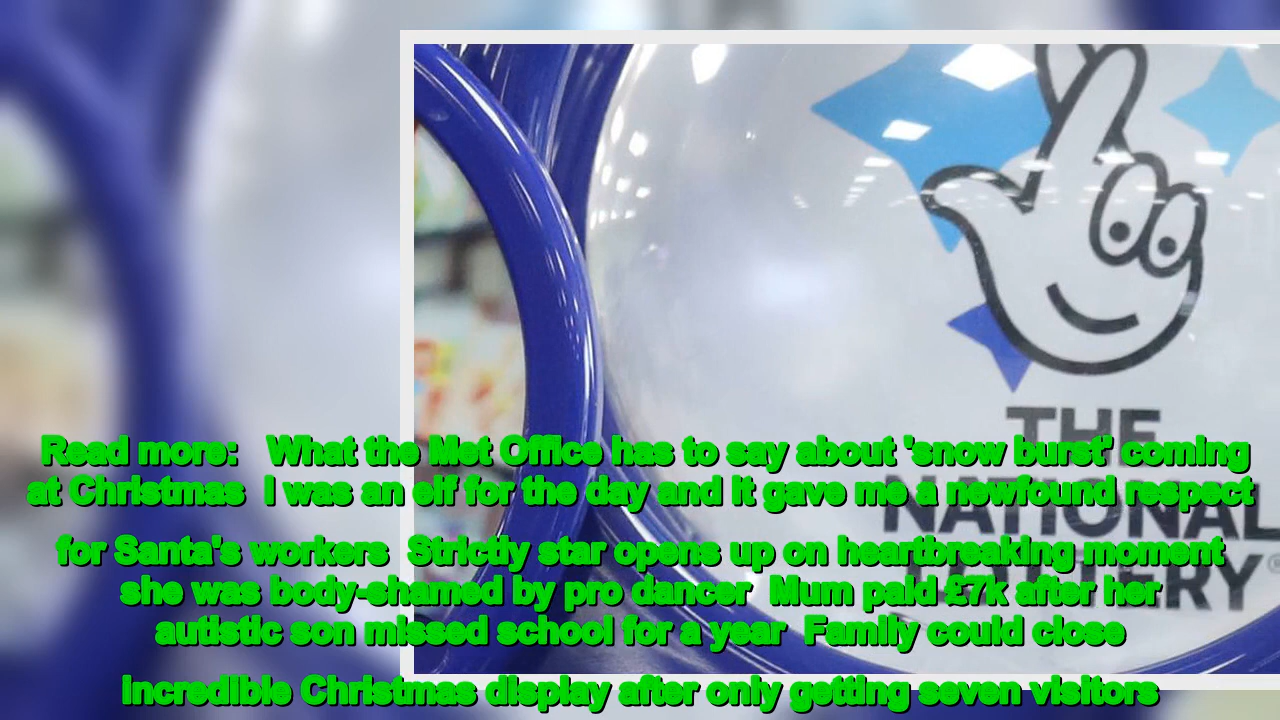 THE
NATIONAL
LOTTERY
Read more:   What the Met Office has to say about 'snow burst' coming
at Christmas  I was an elf for the day and it gave me a newfound respect
for Santa's workers  Strictly star opens up on heartbreaking moment
she was body-shamed by pro dancer  Mum paid £7k after her
autistic son missed school for a year  Family could close
incredible Christmas display after only getting seven visitors